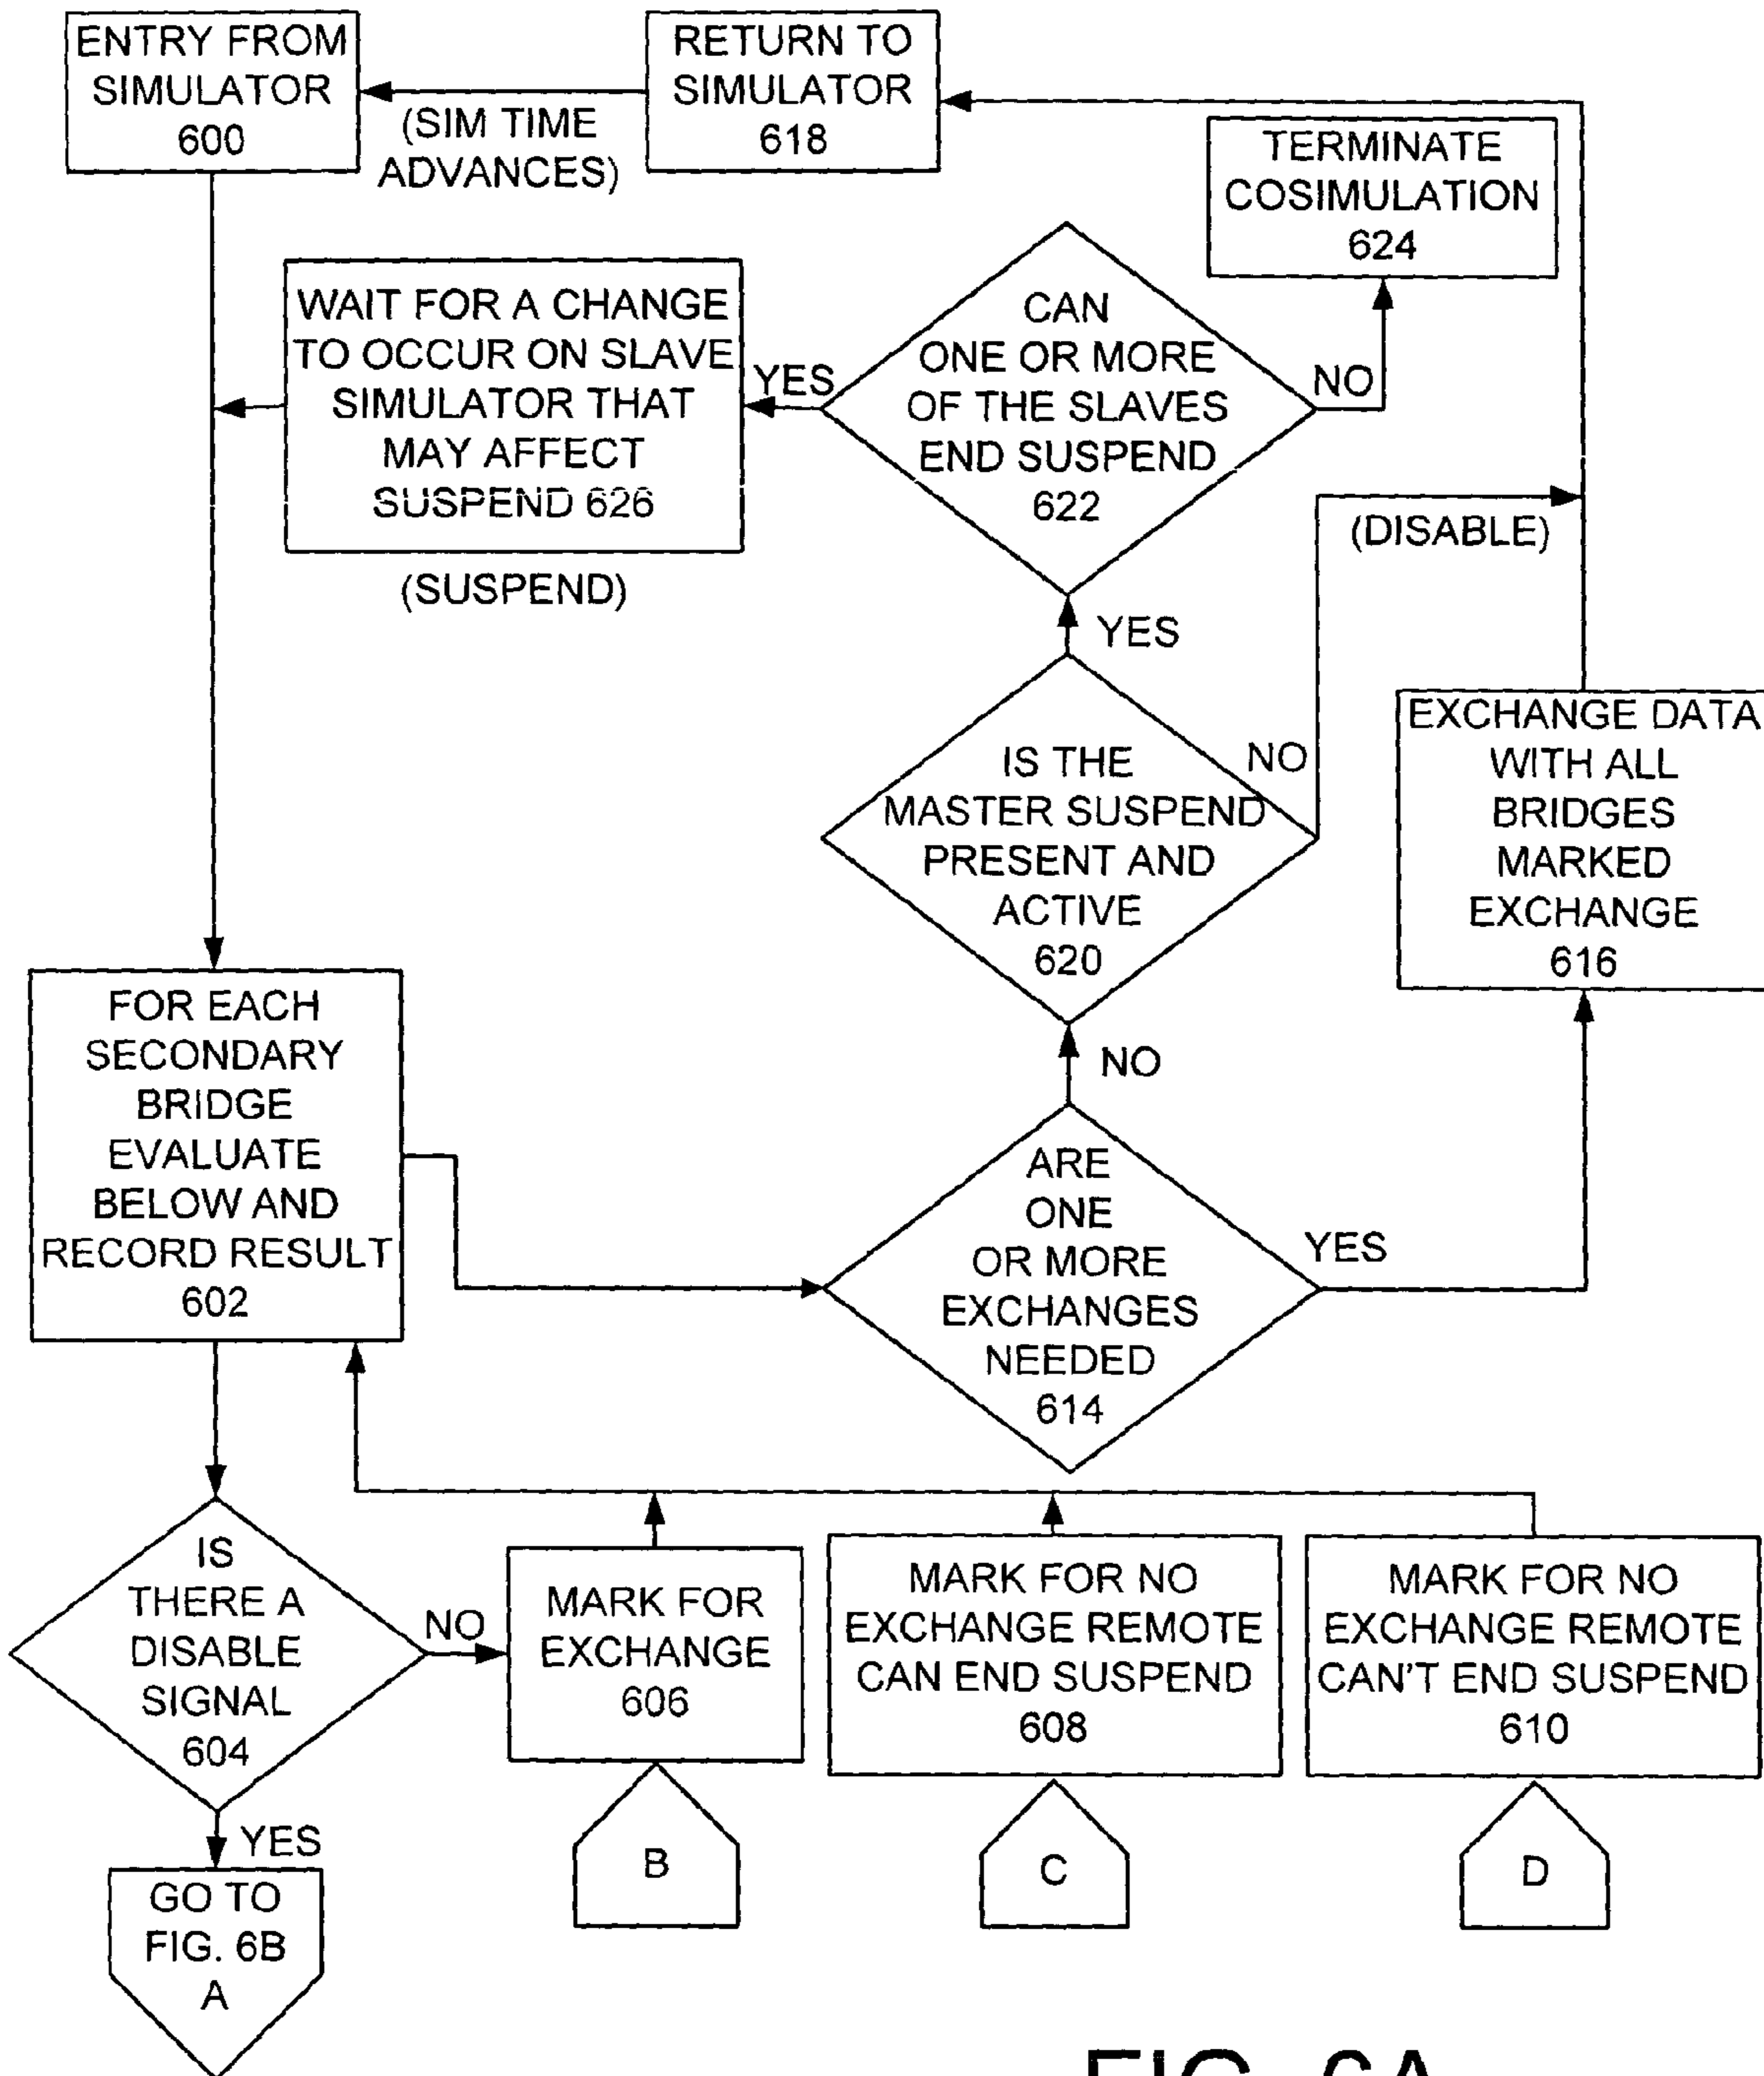 ENTRY FROM
SIMULATOR
600
RETURN TO
SIMULATOR
618
(SIM TIME
ADVANCES)
TERMINATE
COSIMULATION
624
WAIT FOR A CHANGE
TO OCCUR ON SLAVE
SIMULATOR THAT
MAY AFFECT
SUSPEND 626
(SUSPEND)
YES
CAN
ONE OR MORE
OF THE SLAVES
END SUSPEND
622
NO
(DISABLE)
YES
IS THE
MASTER SUSPEND
PRESENT AND
ACTIVE
620
NO
EXCHANGE DATA
WITH ALL
BRIDGES
MARKED
EXCHANGE
616
FOR EACH
SECONDARY
BRIDGE
EVALUATE
BELOW AND
RECORD RESULT
602
NO
ARE
ONE
OR MORE
EXCHANGES
NEEDED
614
YES
IS
THERE A
DISABLE
SIGNAL
604
NO
MARK FOR
EXCHANGE
606
MARK FOR NO
EXCHANGE REMOTE
CAN END SUSPEND
608
MARK FOR NO
EXCHANGE REMOTE
CAN'T END SUSPEND
610
YES
GO TO
FIG. 6B
A
B
C
D
FIG. 6A